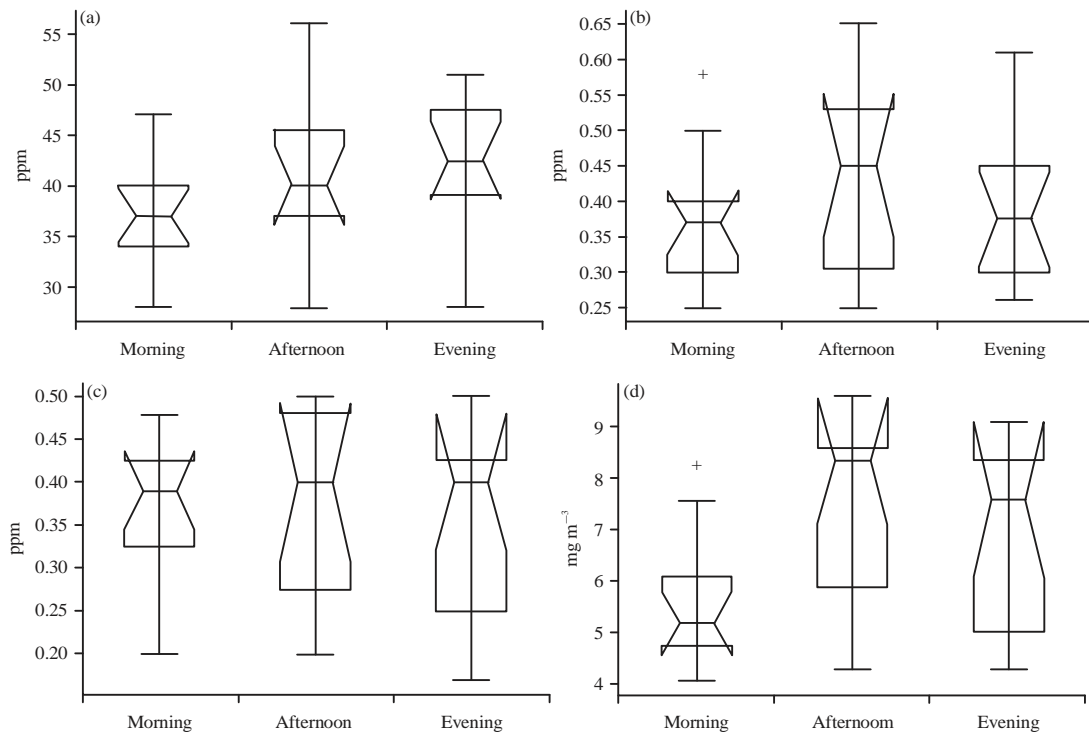 (a)
55
50
45
40
35
30
ppm
Morning
Afternoon
Evening
(b)
0.65
0.60
0.55
0.50
0.45
0.40
0.35
0.30
0.25
ppm
Morning
Afternoon
Evening
(c)
0.50
0.45
0.40
0.35
0.30
0.25
0.20
ppm
Morning
Afternoon
Evening
(d)
9
8
7
6
5
4
mg m⁻³
Morning
Afternoom
Evening